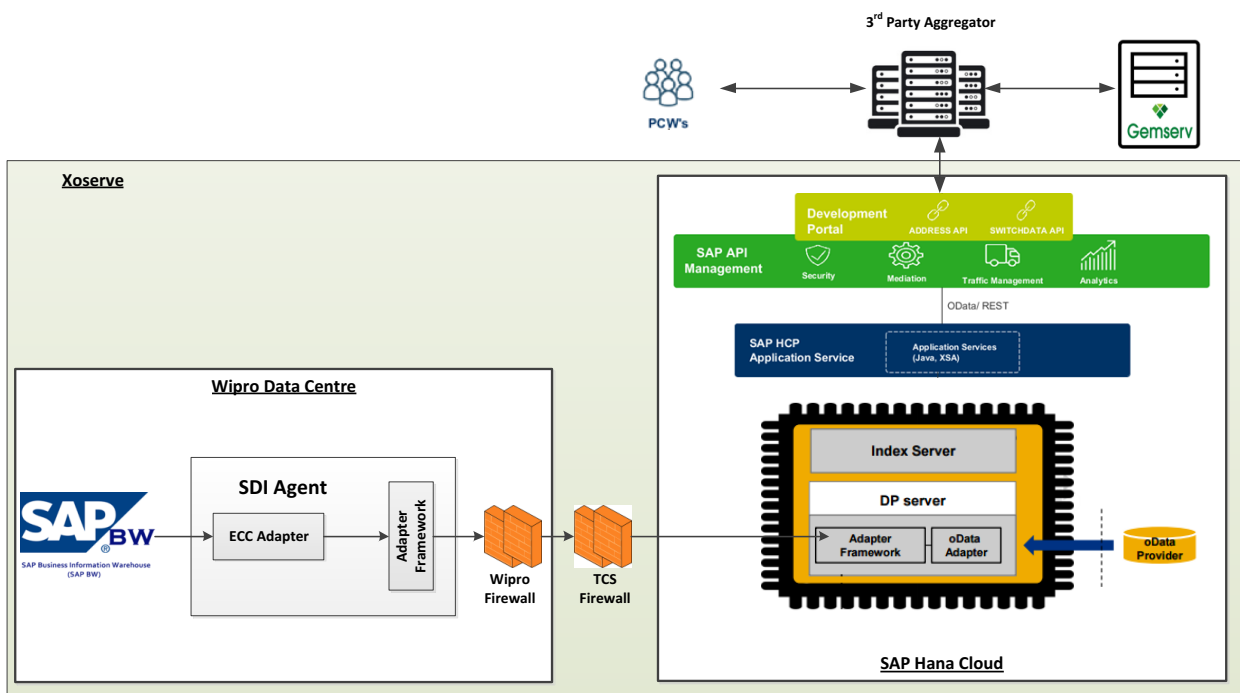 3rd Party Aggregator
PCW's
Gemserv
Xoserve
Development
Portal
ADDRESS API
SWITCHDATA API
SAP API
Management
Security
Mediation
Traffic Management
Analytics
OData/ REST
SAP HCP
Application Service
Application Services
(Java, XSA)
Wipro Data Centre
SDI Agent
ECC Adapter
Adapter
Framework
SAP BW
®
SAP Business Information Warehouse
(SAP BW)
Wipro
Firewall
TCS
Firewall
Index Server
DP server
Adapter
Framework
oData
Adapter
oData
Provider
SAP Hana Cloud